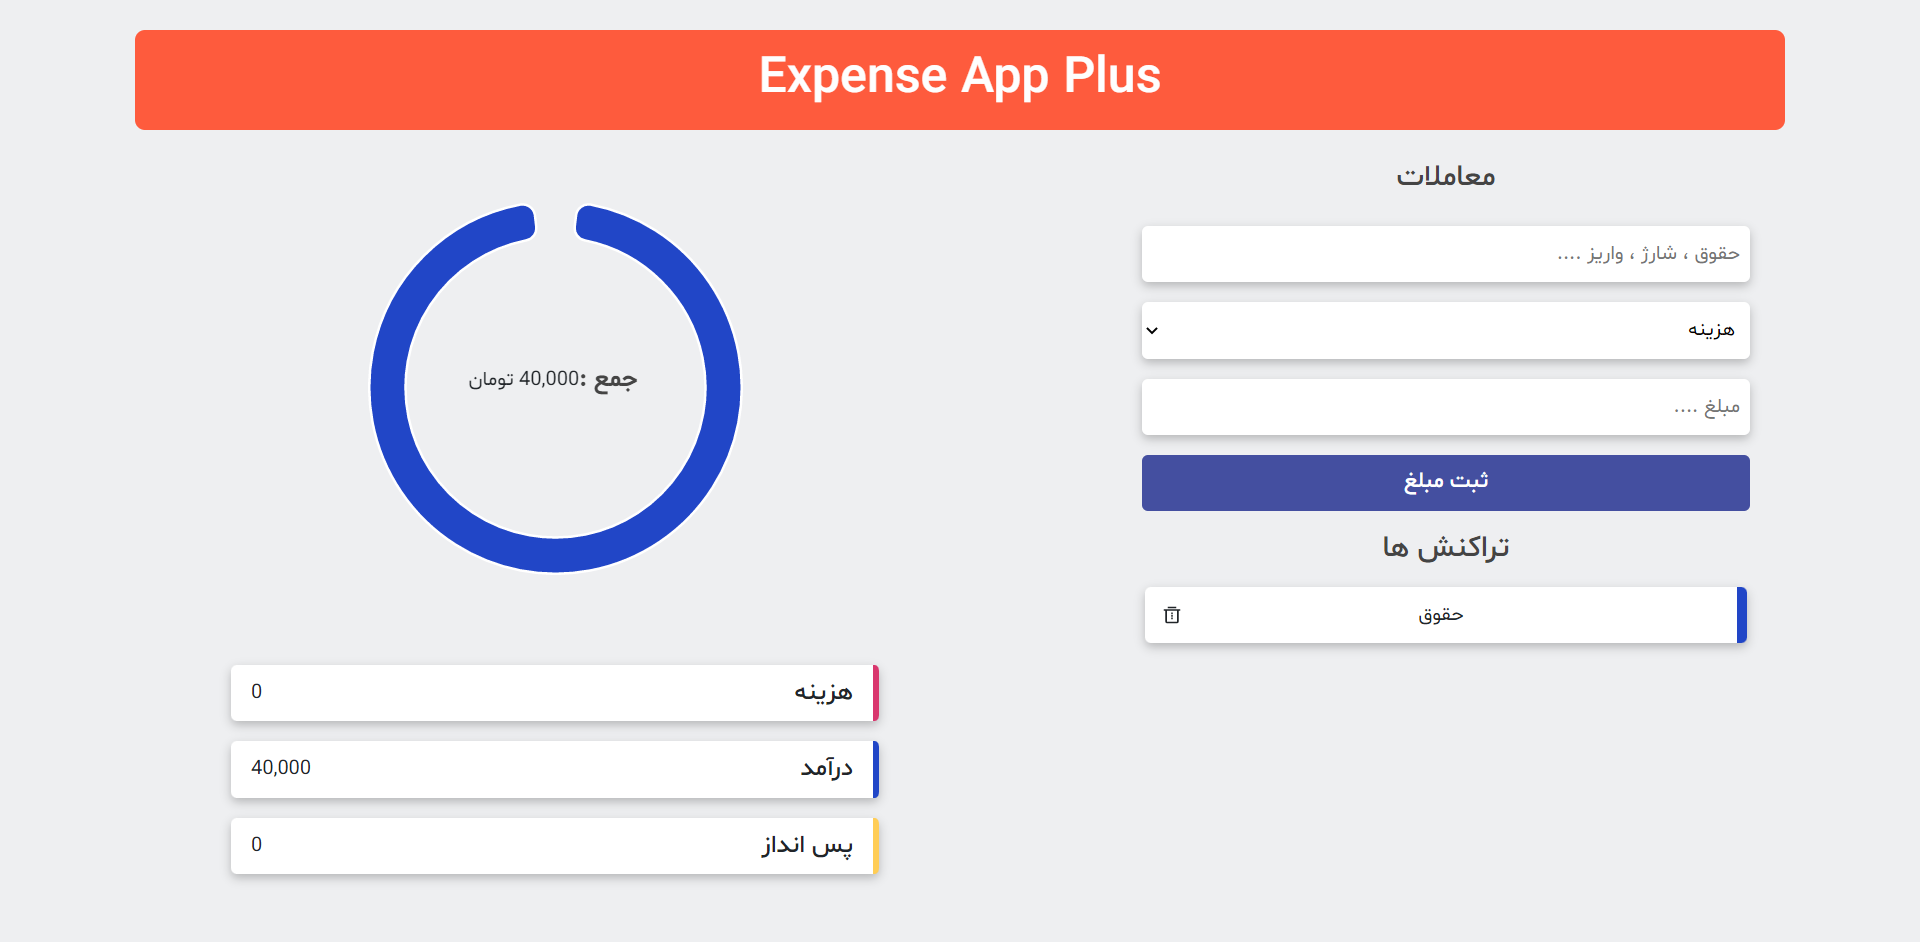 Expense App Plus
معاملات
حقوق ، شارژ ، واریز ....
هزینه
مبلغ ....
ثبت مبلغ
تراکنش ها
حقوق
جمع :40,000 تومان
هزینه 0
درآمد 40,000
پس انداز 0